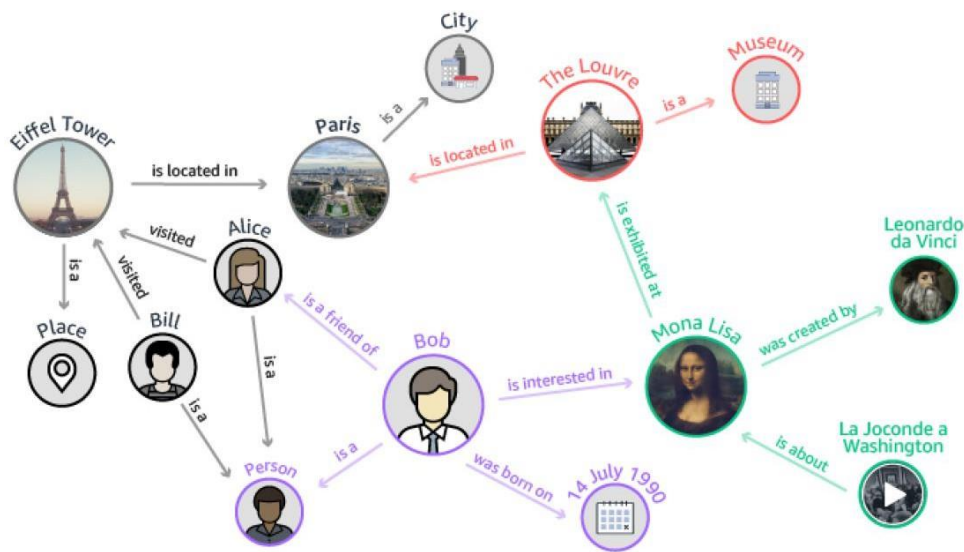 City
is a
Eiffel Tower
is located in
Paris
is located in
The Louvre
is a
Museum
is a
Place
visited
Bill
visited
Alice
is a
is a
is a friend of
Bob
is a
Person
is interested in
was born on
14 July 1990
is exhibited at
Mona Lisa
was created by
Leonardo
da Vinci
is about
La Joconde a
Washington